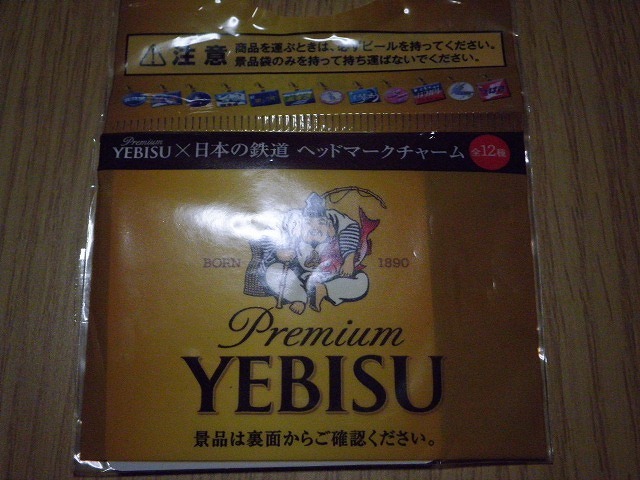 注意 商品を運ぶときは、必ずビールを持ってください。
景品袋のみを持って持ち運ばないでください。
Premium
YEBISU×日本の鉄道 ヘッドマークチャーム 全12種
BORN 1890
Premium
YEBISU
景品は裏面からご確認ください。